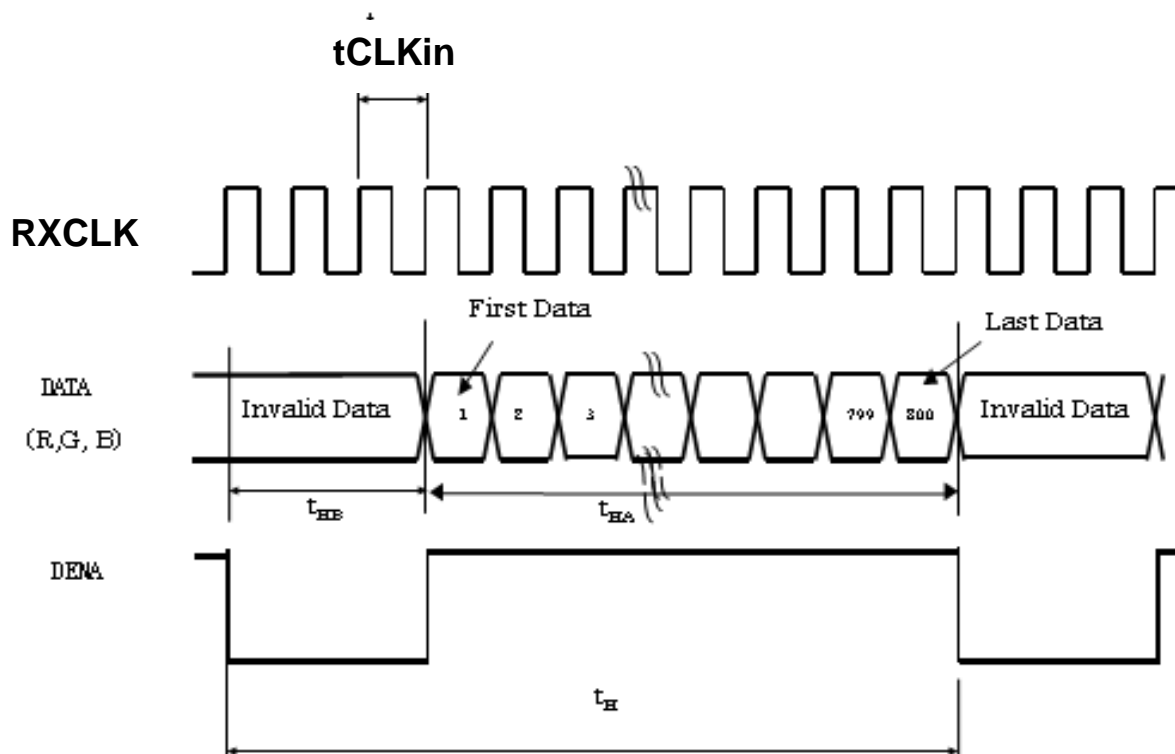 tCLKin
RXCLK
First Data
Last Data
DATA
(R,G, B)
Invalid Data
1
2
3
799
800
Invalid Data
tHB
tHA
DENA
tH